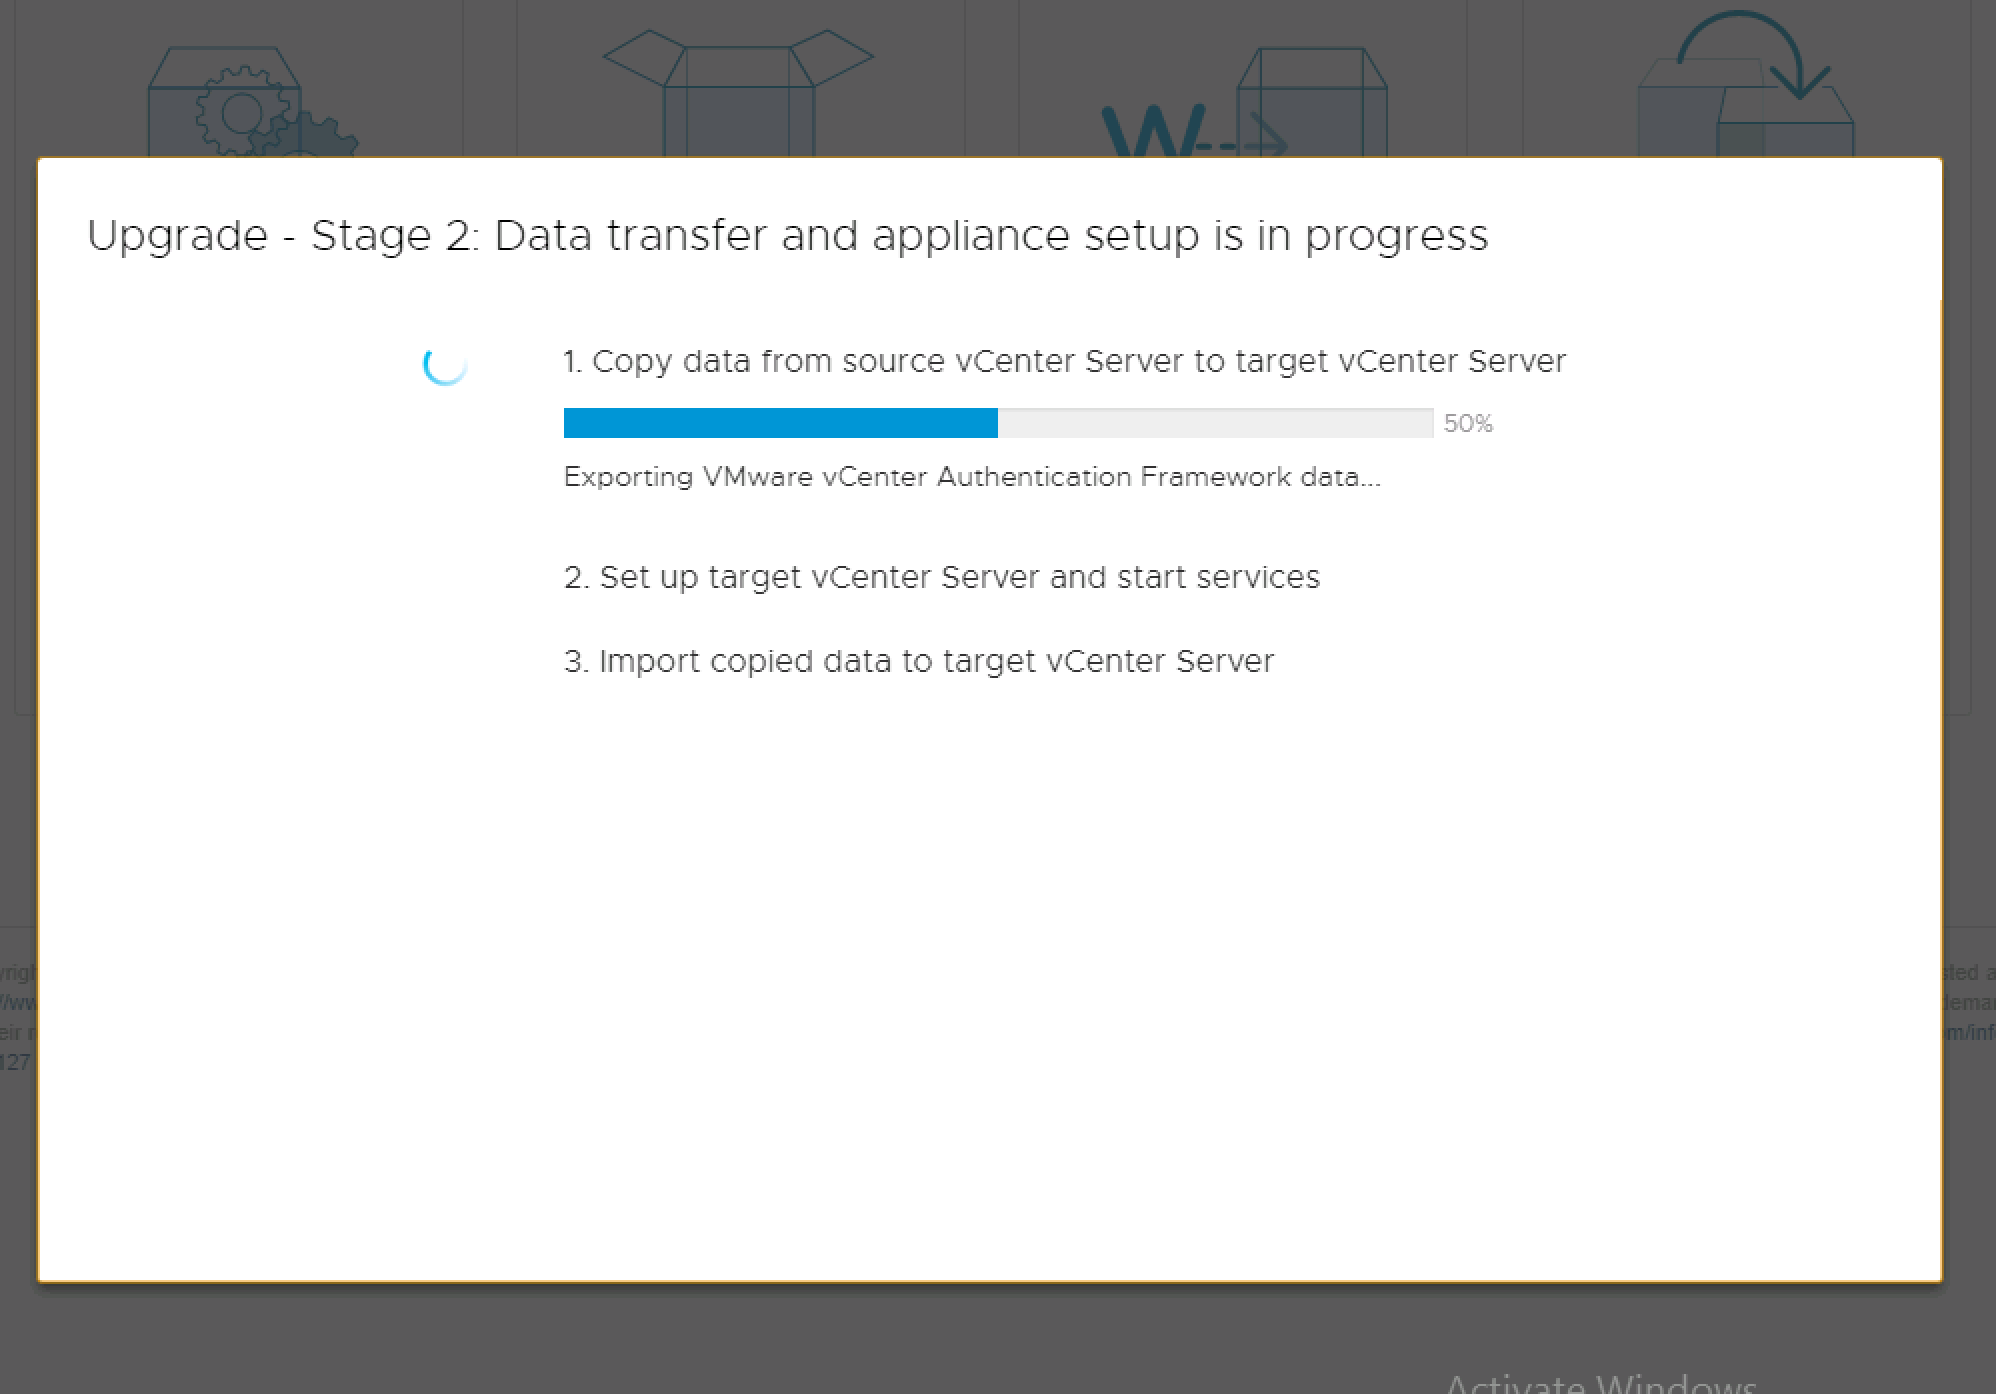 W
Upgrade - Stage 2: Data transfer and appliance setup is in progress
1. Copy data from source vCenter Server to target vCenter Server
50%
Exporting VMware vCenter Authentication Framework data...
2. Set up target vCenter Server and start services
3. Import copied data to target vCenter Server
127
Activate Windows